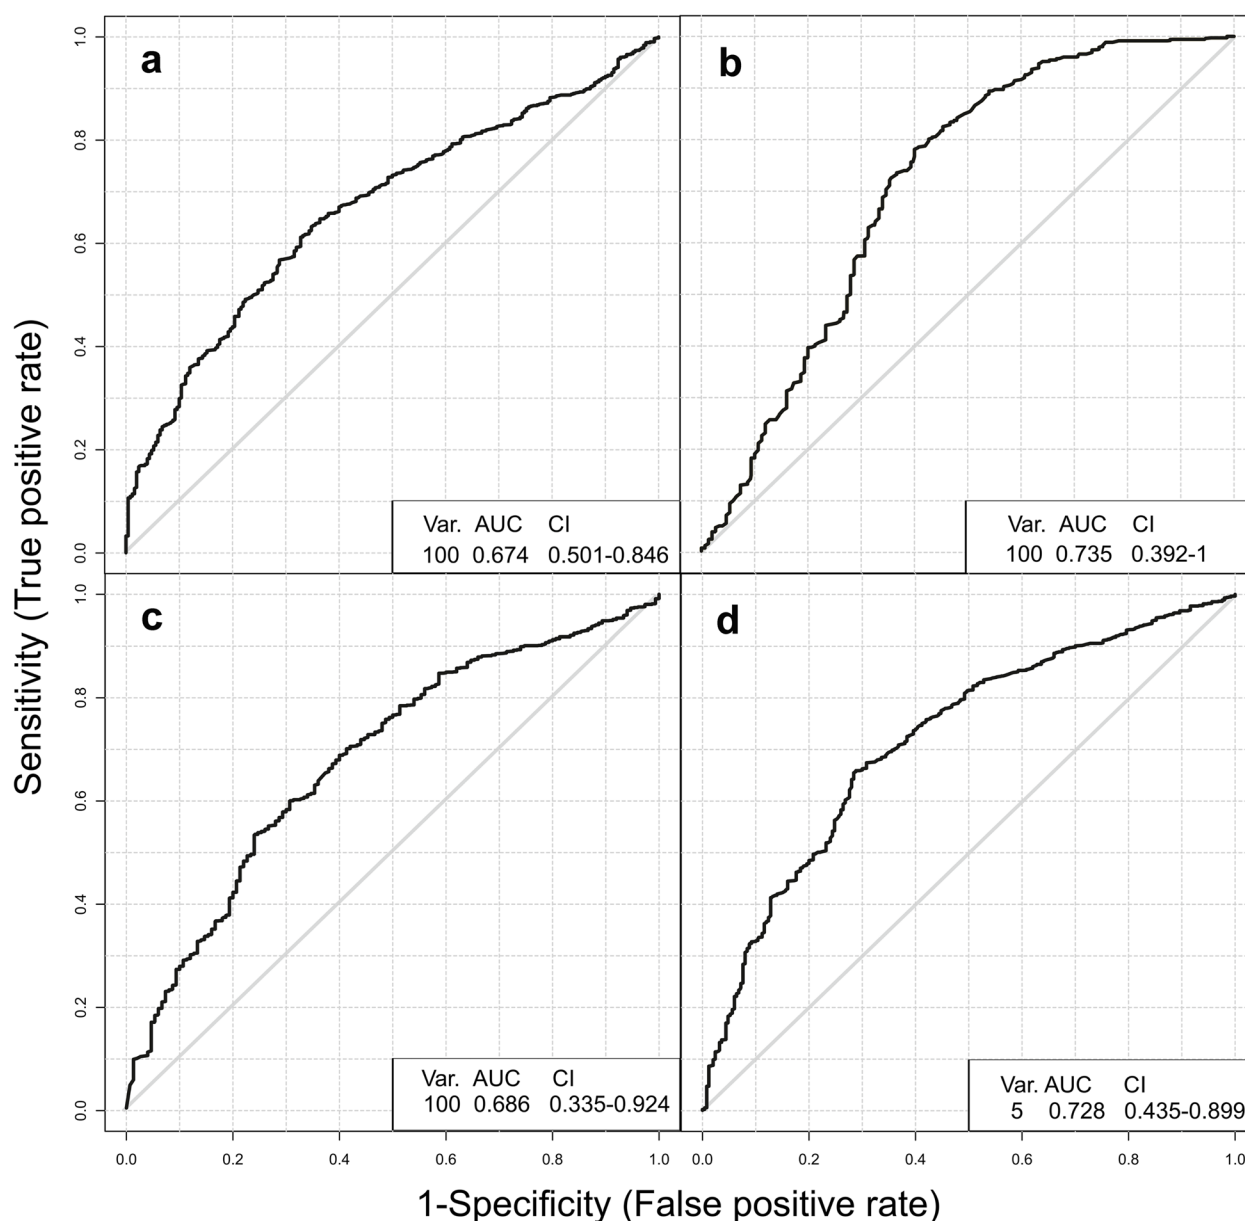 a
b
1.0
0.8
0.6
0.4
0.2
0.0
Var. AUC CI
100 0.674 0.501-0.846
Var. AUC CI
100 0.735 0.392-1
Sensitivity (True positive rate)
c
d
1.0
0.8
0.6
0.4
0.2
0.0
Var. AUC CI
100 0.686 0.335-0.924
Var. AUC CI
5 0.728 0.435-0.899
0.0 0.2 0.4 0.6 0.8 1.0
0.0 0.2 0.4 0.6 0.8 1.0
1-Specificity (False positive rate)